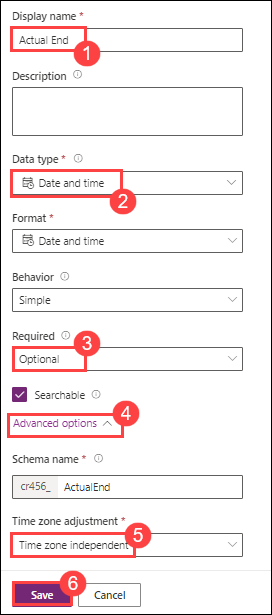 Display name *
Actual End
1
Description
Data type *
Date and time
2
Format *
Date and time
Behavior
Simple
Required
3
Optional
Searchable
4
Advanced options
Schema name *
cr456_ ActualEnd
Time zone adjustment *
5
Time zone independent
6
Save Cancel